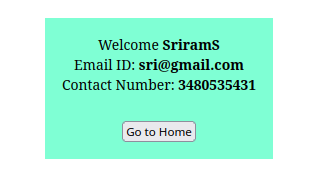 Welcome SriramS
Email ID: sri@gmail.com
Contact Number: 3480535431
Go to Home